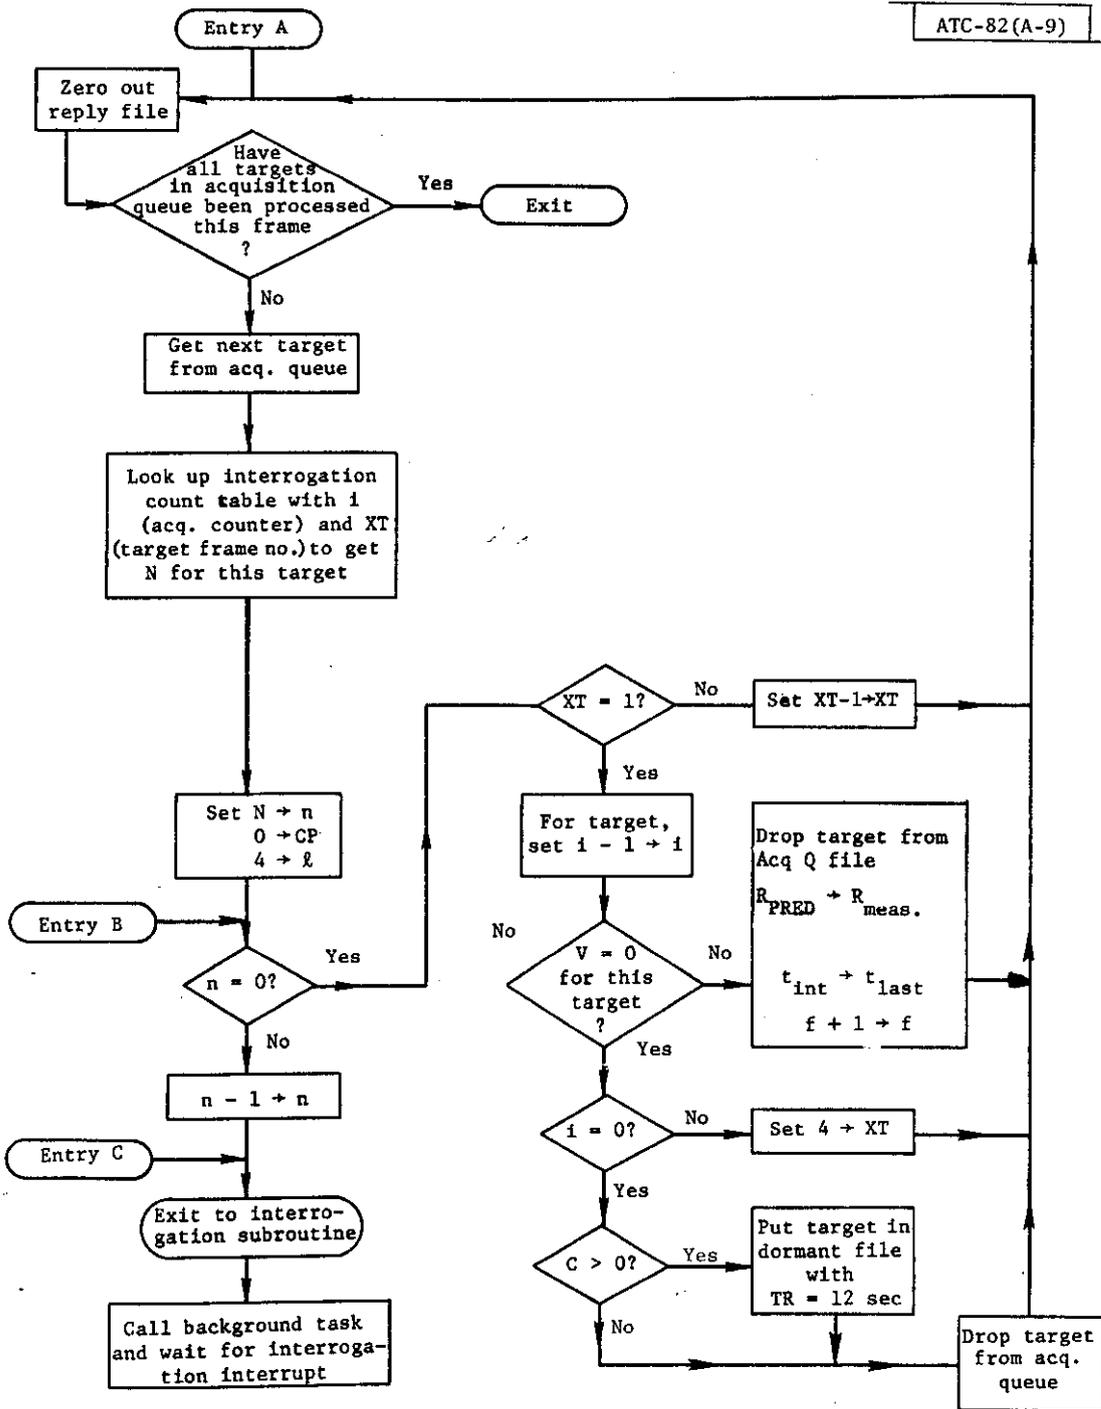 ATC-82(A-9)
Entry A
Zero out
reply file
Have
all targets
in acquisition
queue been processed
this frame
?
Yes
Exit
No
Get next target
from acq. queue
Look up interrogation
count table with i
(acq. counter) and XT
(target frame no.) to get
N for this target
Set N → n
0 → CP
4 → ℓ
Entry B
n = 0?
Yes
No
n - 1 → n
Entry C
Exit to interro-
gation subroutine
Call background task
and wait for interroga-
tion interrupt
XT = 1?
No
Set XT-1→XT
Yes
For target,
set i - 1 → i
No
V = 0
for this
target
?
No
Drop target from
Acq Q file
R_PRED → R_meas.
t_int → t_last
f + 1 → f
Yes
i = 0?
No
Set 4 → XT
Yes
C > 0?
Yes
Put target in
dormant file
with
TR = 12 sec
No
Drop target
from acq.
queue